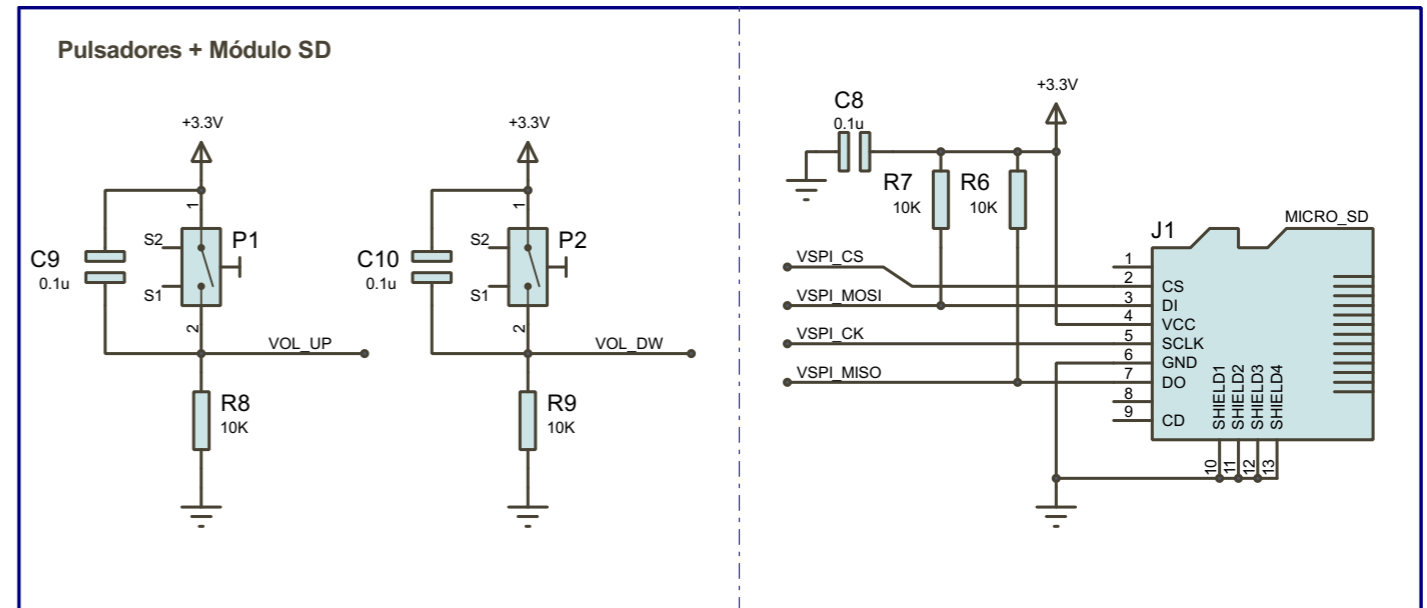 Pulsadores + Módulo SD
+3.3V
1
S2
P1
C9
0.1u
S1
2
VOL_UP
R8
10K
+3.3V
1
S2
P2
C10
0.1u
S1
2
VOL_DW
R9
10K
+3.3V
C8
0.1u
R7
10K
R6
10K
J1
MICRO_SD
VSPI_CS
VSPI_MOSI
VSPI_CK
VSPI_MISO
1
2 CS
3 DI
4 VCC
5 SCLK
6 GND
7 DO
8
9 CD
SHIELD1
SHIELD2
SHIELD3
SHIELD4
10
11
12
13